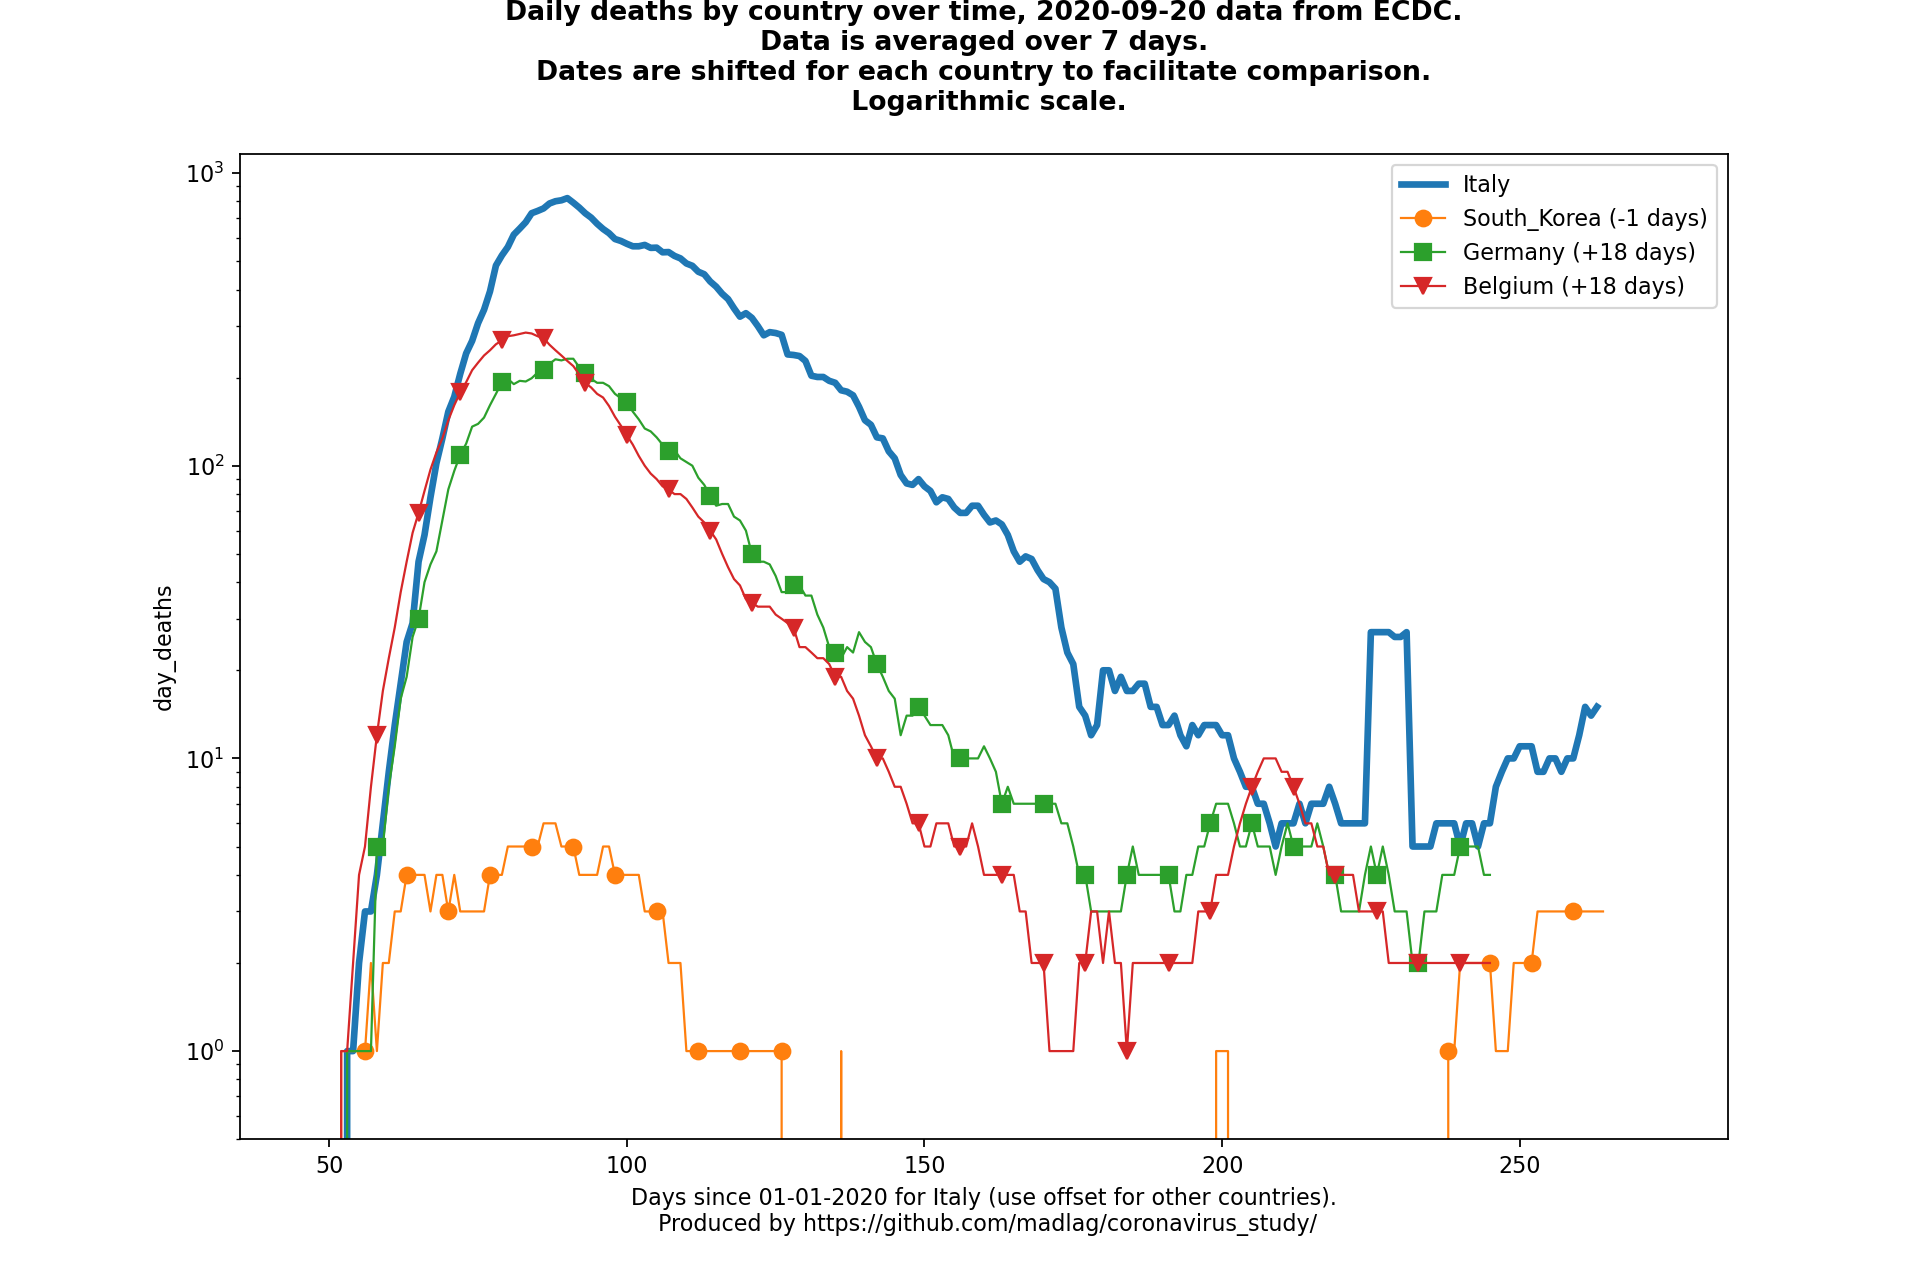 Daily deaths by country over time, 2020-09-20 data from ECDC.
Data is averaged over 7 days.
Dates are shifted for each country to facilitate comparison.
Logarithmic scale.
10³
10²
10¹
10⁰
day_deaths
Italy
South_Korea (-1 days)
Germany (+18 days)
Belgium (+18 days)
50 100 150 200 250
Days since 01-01-2020 for Italy (use offset for other countries).
Produced by https://github.com/madlag/coronavirus_study/